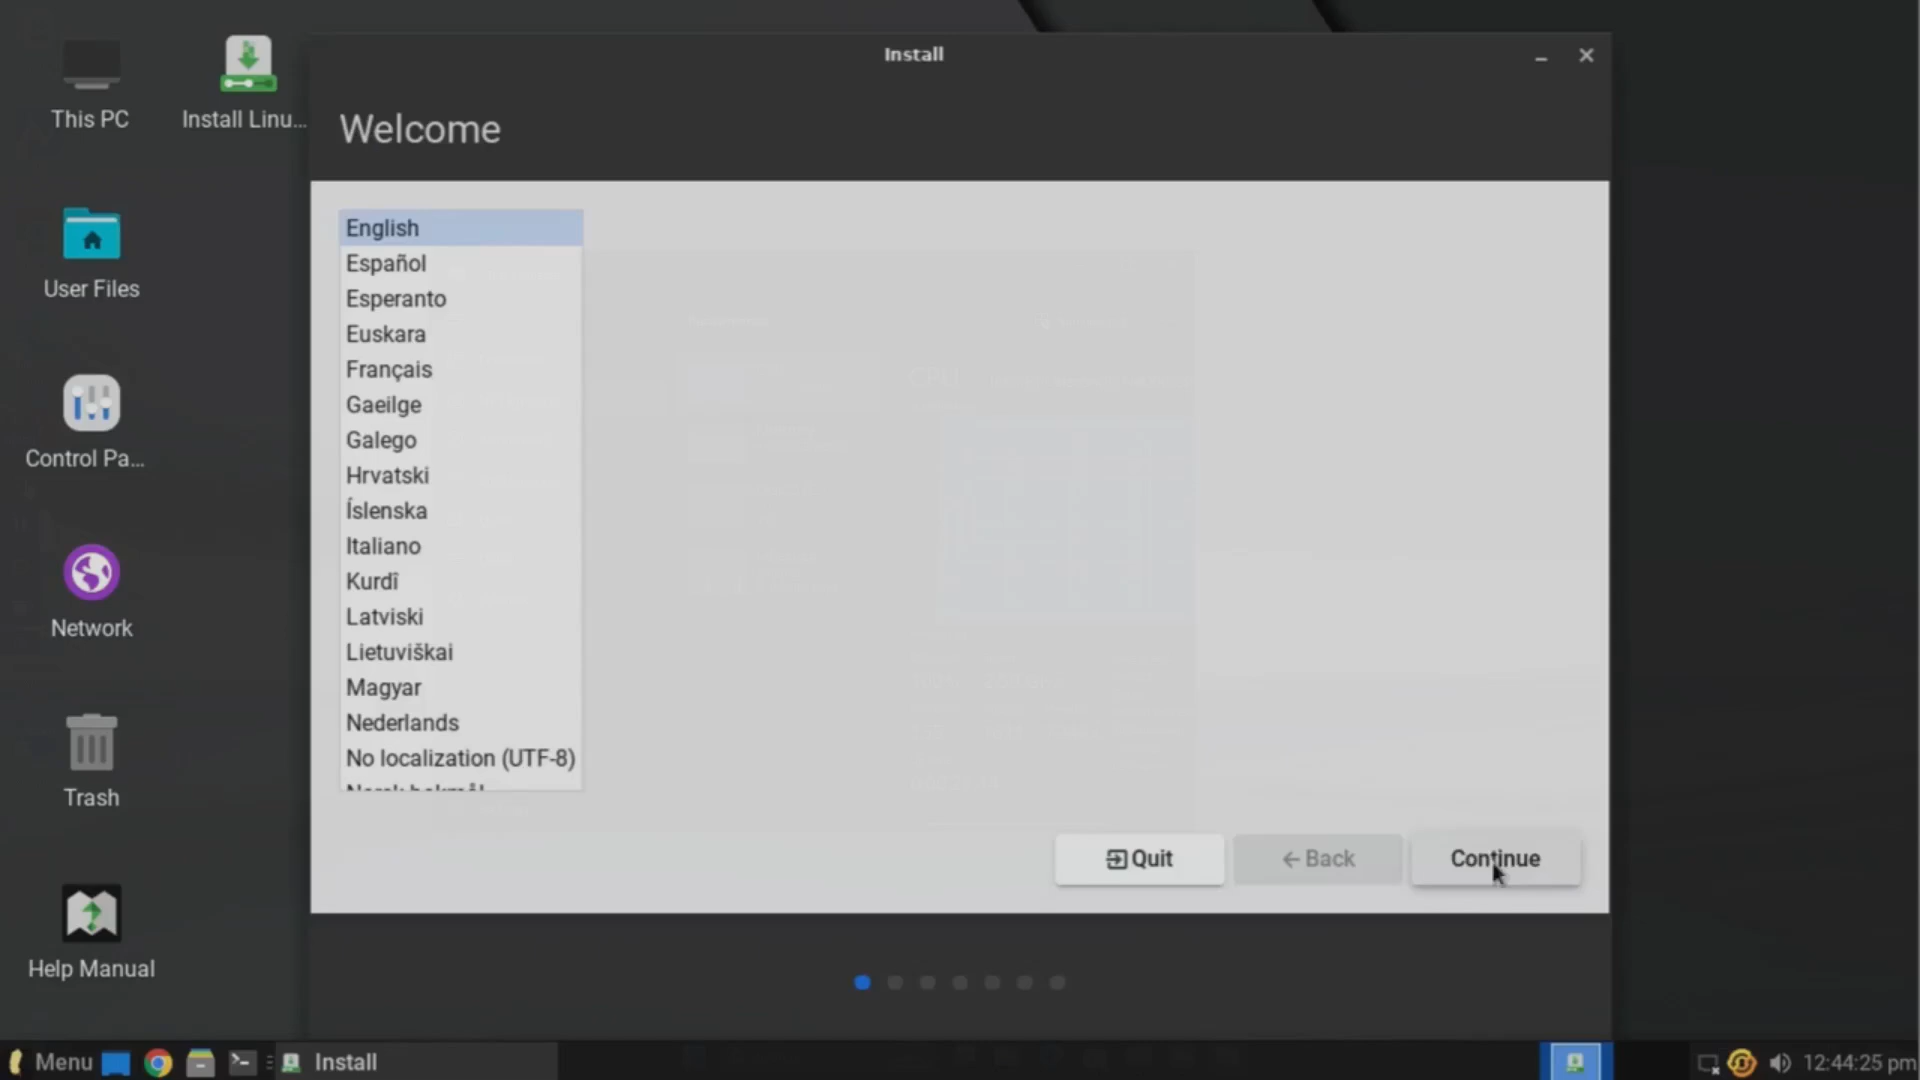 Install
This PC
Install Linu...
Welcome
English
Español
Esperanto
Euskara
Français
Gaeilge
Galego
Hrvatski
Íslenska
Italiano
Kurdî
Latviski
Lietuviškai
Magyar
Nederlands
No localization (UTF-8)
Norsk bokmål
User Files
Control Pa...
Network
Trash
Help Manual
Quit
Back
Continue
Menu
Install
12:44:25 pm